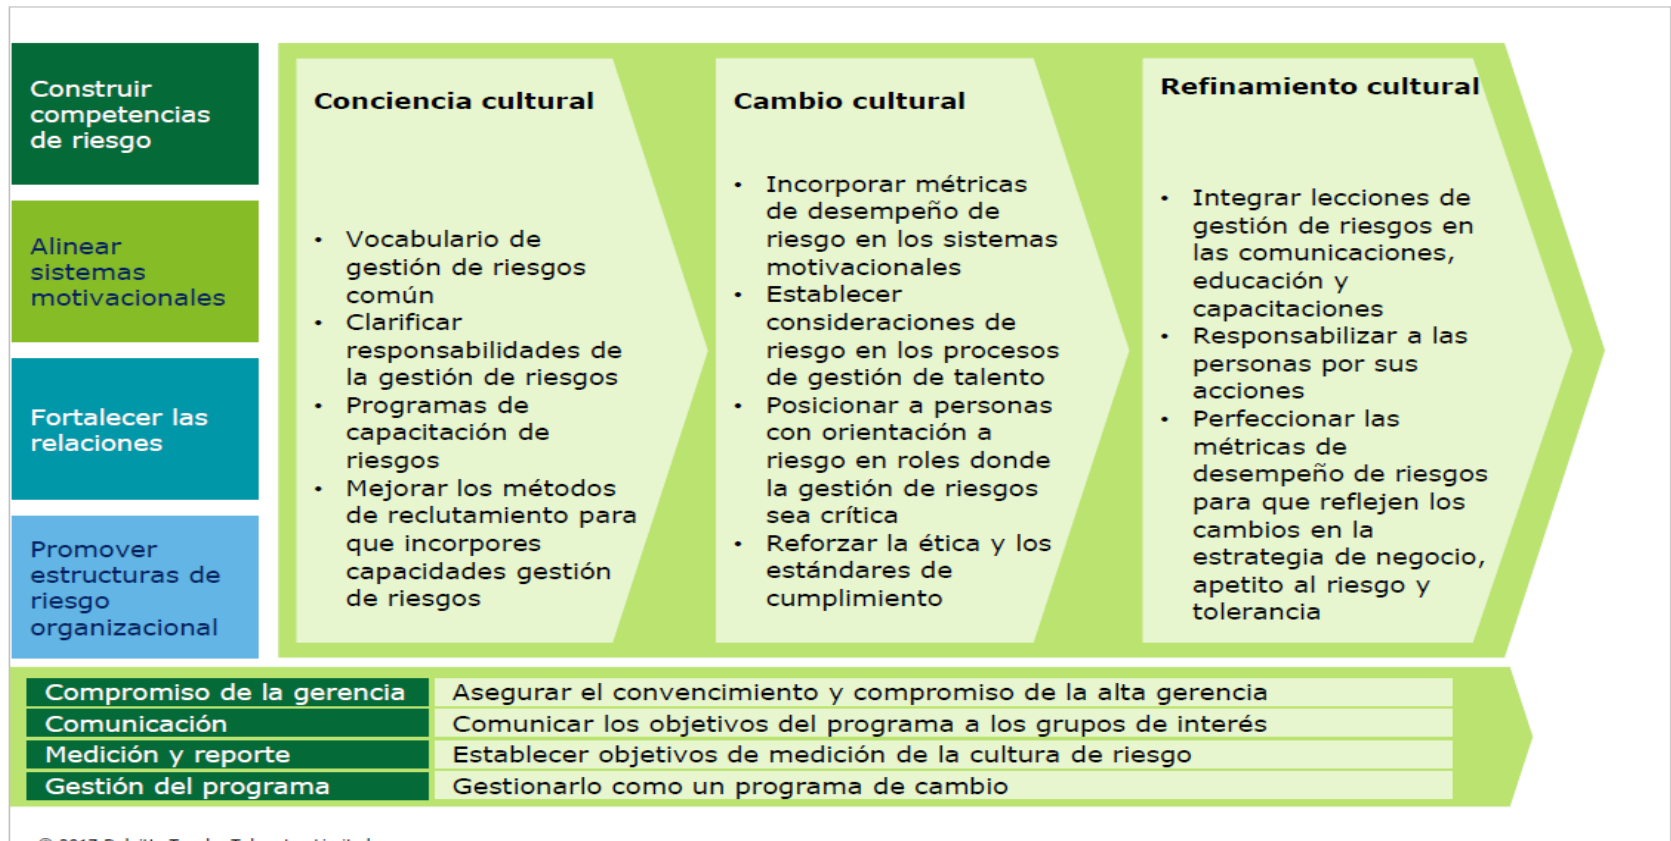 Construir
competencias
de riesgo
Alinear
sistemas
motivacionales
Fortalecer las
relaciones
Promover
estructuras de
riesgo
organizacional
Conciencia cultural
• Vocabulario de
gestión de riesgos
común
• Clarificar
responsabilidades de
la gestión de riesgos
• Programas de
capacitación de
riesgos
• Mejorar los métodos
de reclutamiento para
que incorpores
capacidades gestión
de riesgos
Cambio cultural
• Incorporar métricas
de desempeño de
riesgo en los sistemas
motivacionales
• Establecer
consideraciones de
riesgo en los procesos
de gestión de talento
• Posicionar a personas
con orientación a
riesgo en roles donde
la gestión de riesgos
sea crítica
• Reforzar la ética y los
estándares de
cumplimiento
Refinamiento cultural
• Integrar lecciones de
gestión de riesgos en
las comunicaciones,
educación y
capacitaciones
• Responsabilizar a las
personas por sus
acciones
• Perfeccionar las
métricas de
desempeño de riesgos
para que reflejen los
cambios en la
estrategia de negocio,
apetito al riesgo y
tolerancia
Compromiso de la gerencia Asegurar el convencimiento y compromiso de la alta gerencia
Comunicación Comunicar los objetivos del programa a los grupos de interés
Medición y reporte Establecer objetivos de medición de la cultura de riesgo
Gestión del programa Gestionarlo como un programa de cambio